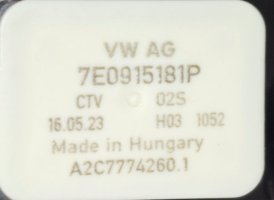 VW AG
7E0915181P
CTV 02S
16.05.23 H03 1052
Made in Hungary
A2C7774260.1